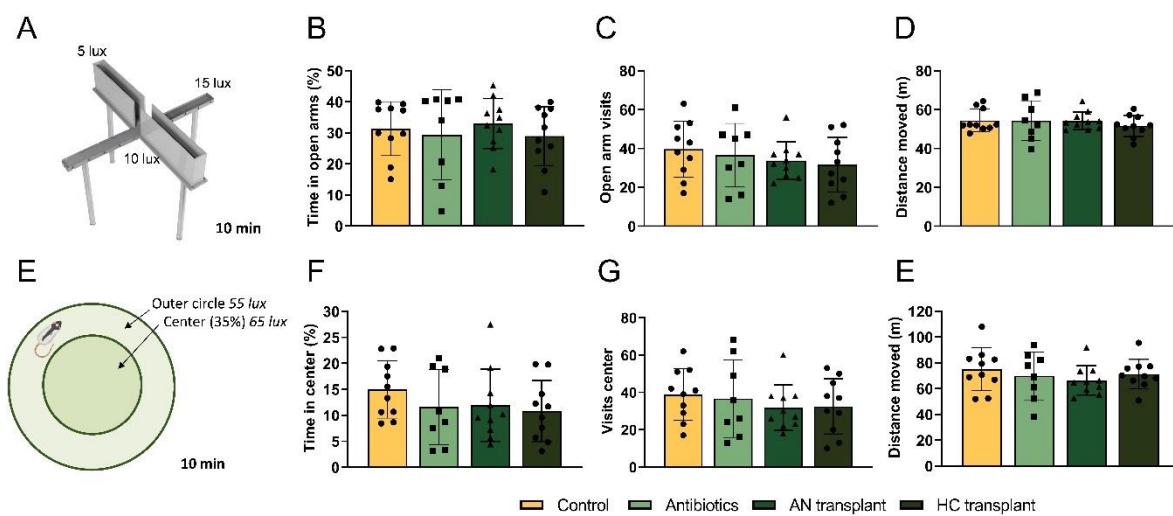 A
5 lux
15 lux
10 lux
10 min
B
Time in open arms (%)
50
40
30
20
10
0
C
Open arm visits
80
60
40
20
0
D
Distance moved (m)
80
60
40
20
0
E
Outer circle 55 lux
Center (35%) 65 lux
10 min
F
Time in center (%)
30
25
20
15
10
5
0
G
Visits center
80
60
40
20
0
E
Distance moved (m)
120
100
80
60
40
20
0
Control Antibiotics AN transplant HC transplant